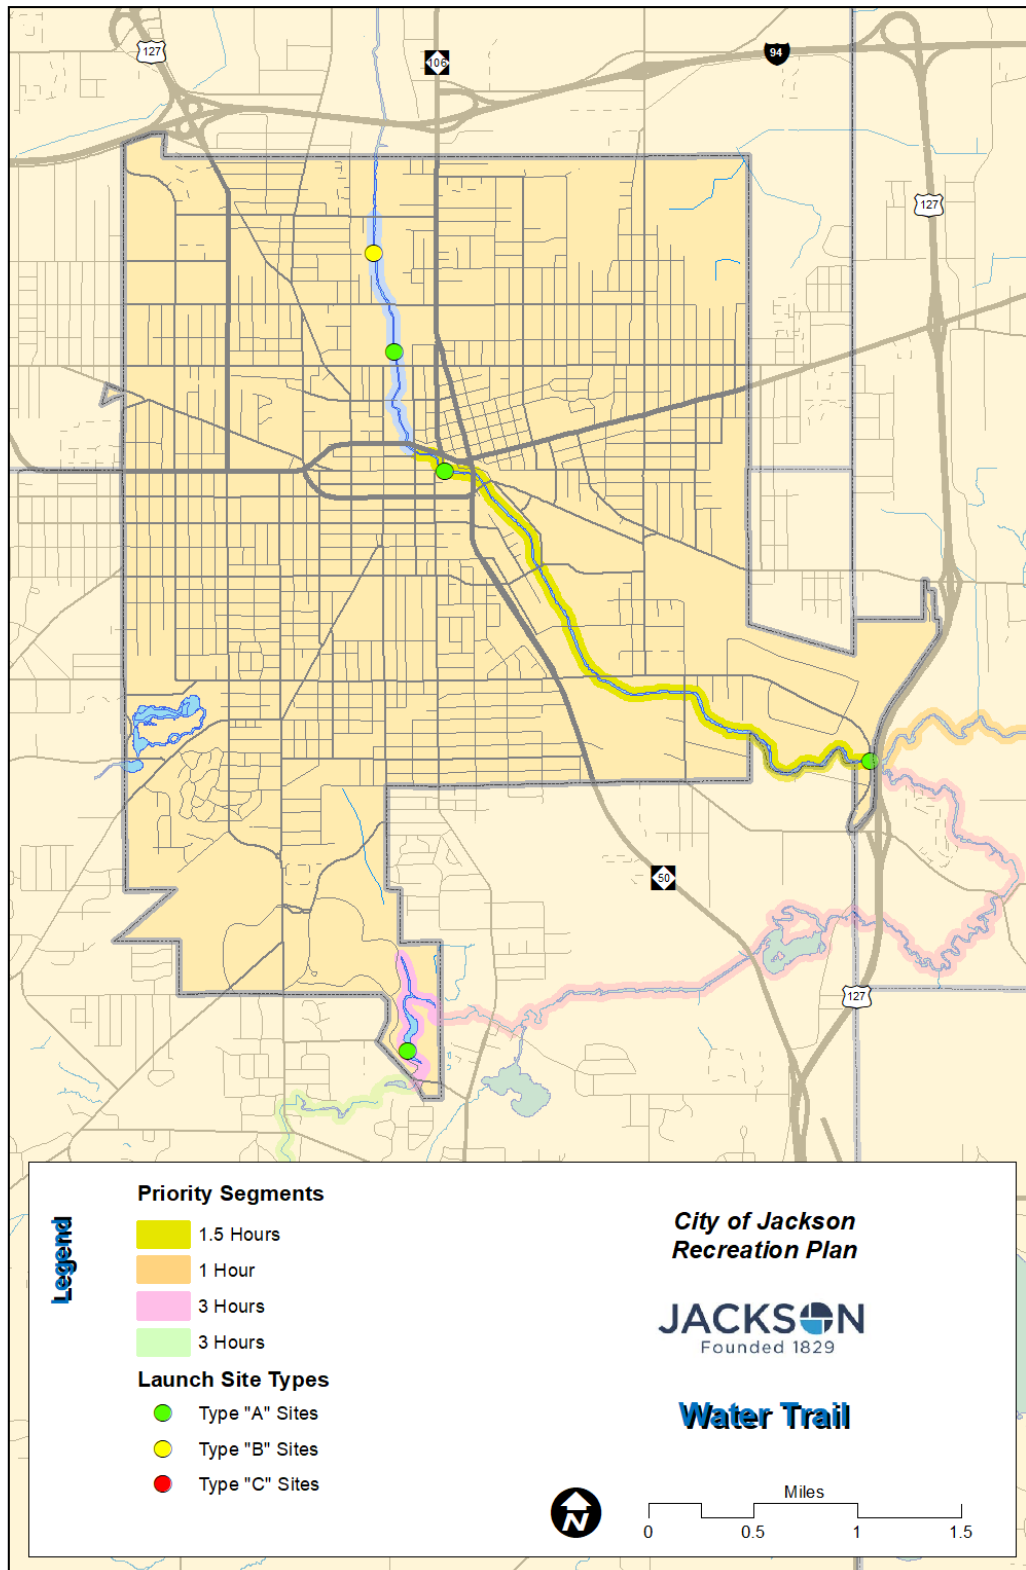 127
106
94
127
50
127
Legend
Priority Segments
1.5 Hours
1 Hour
3 Hours
3 Hours
Launch Site Types
Type "A" Sites
Type "B" Sites
Type "C" Sites
City of Jackson
Recreation Plan
JACKSON
Founded 1829
Water Trail
N
Miles
0 0.5 1 1.5